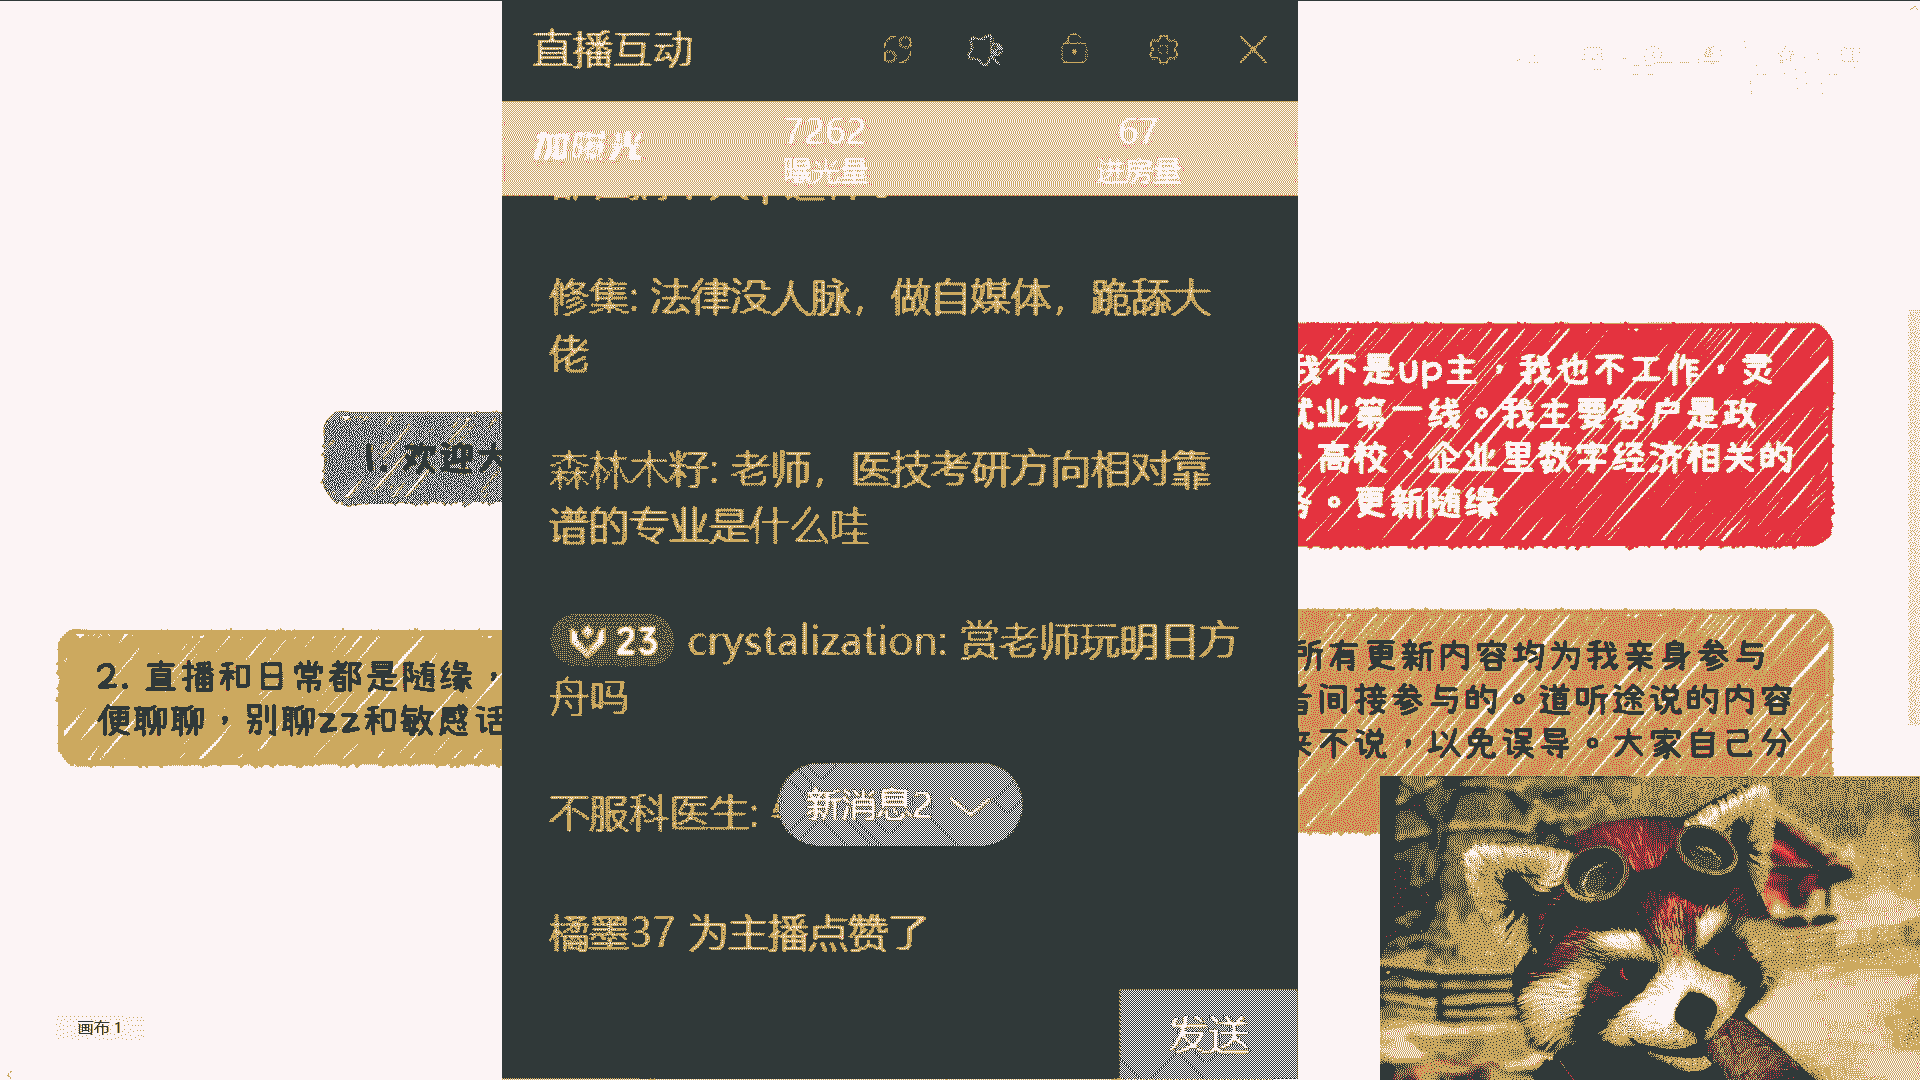 直播互动
加曝光
7262
曝光量
67
进房量
修集: 法律没人脉，做自媒体，跪舔大
佬
森林木籽: 老师，医技考研方向相对靠
谱的专业是什么哇
23 crystalization: 赏老师玩明日方
舟吗
不服科医生:
新消息2
橘墨37 为主播点赞了
发送
1. 欢迎大
2. 直播和日常都是随缘，
便聊聊，别聊zz和敏感话
我不是up主，我也不工作，灵
就业第一线。我主要客户是政
、高校、企业里数字经济相关的
务。更新随缘
所有更新内容均为我亲身参与
者间接参与的。道听途说的内容
来不说，以免误导。大家自己分
画布 1